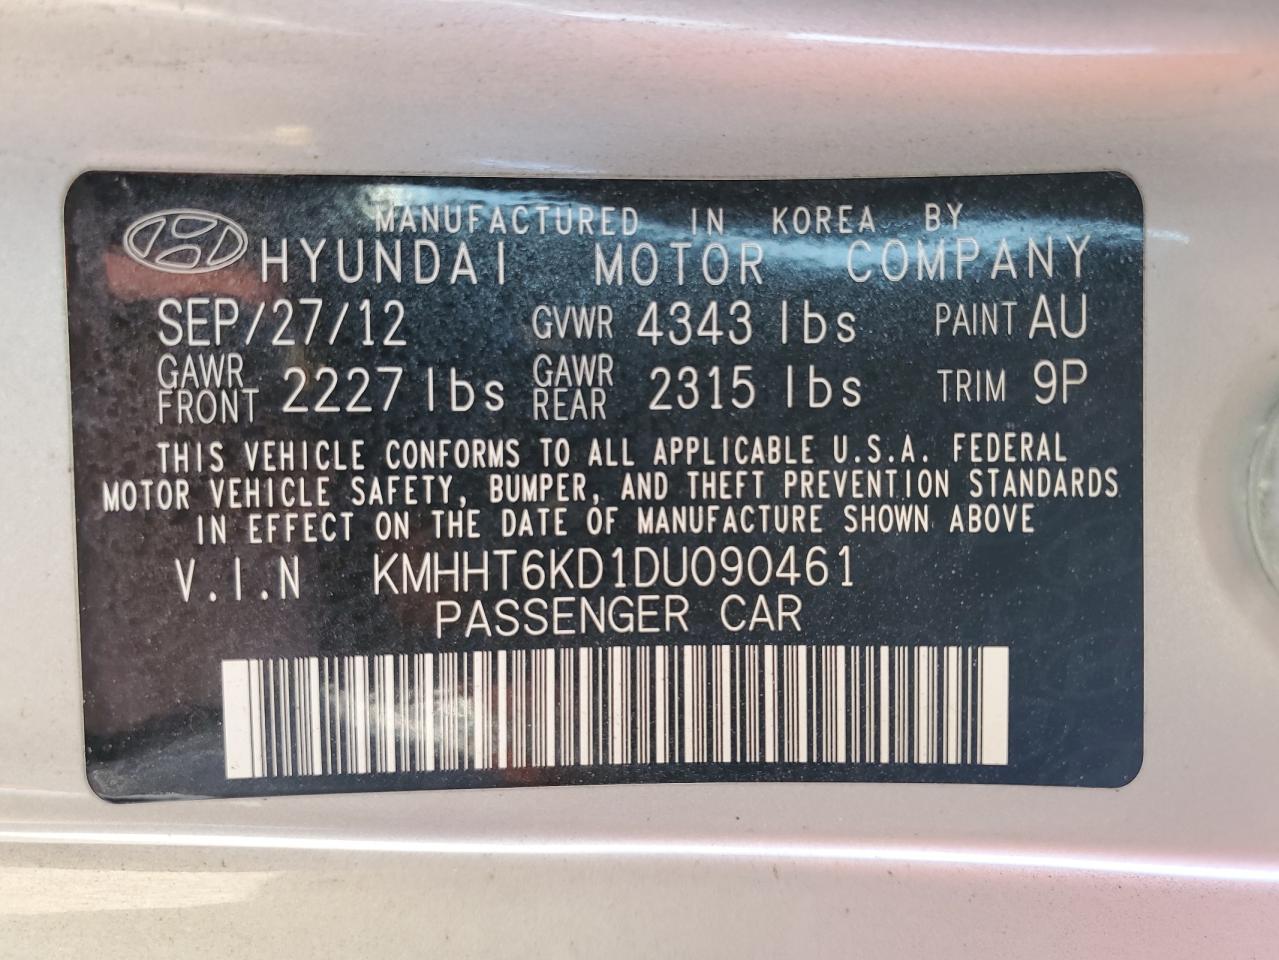 MANUFACTURED IN KOREA BY
HYUNDAI MOTOR COMPANY
SEP/27/12 GVWR 4343 lbs PAINT AU
GAWR FRONT 2227 lbs GAWR REAR 2315 lbs TRIM 9P
THIS VEHICLE CONFORMS TO ALL APPLICABLE U.S.A. FEDERAL
MOTOR VEHICLE SAFETY, BUMPER, AND THEFT PREVENTION STANDARDS
IN EFFECT ON THE DATE OF MANUFACTURE SHOWN ABOVE
V.I.N KMHHT6KD1DU090461
PASSENGER CAR